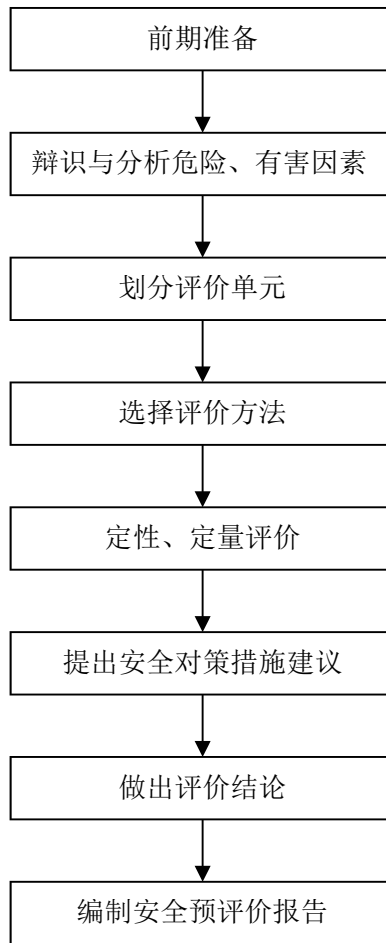 前期准备
辩识与分析危险、有害因素
划分评价单元
选择评价方法
定性、定量评价
提出安全对策措施建议
做出评价结论
编制安全预评价报告